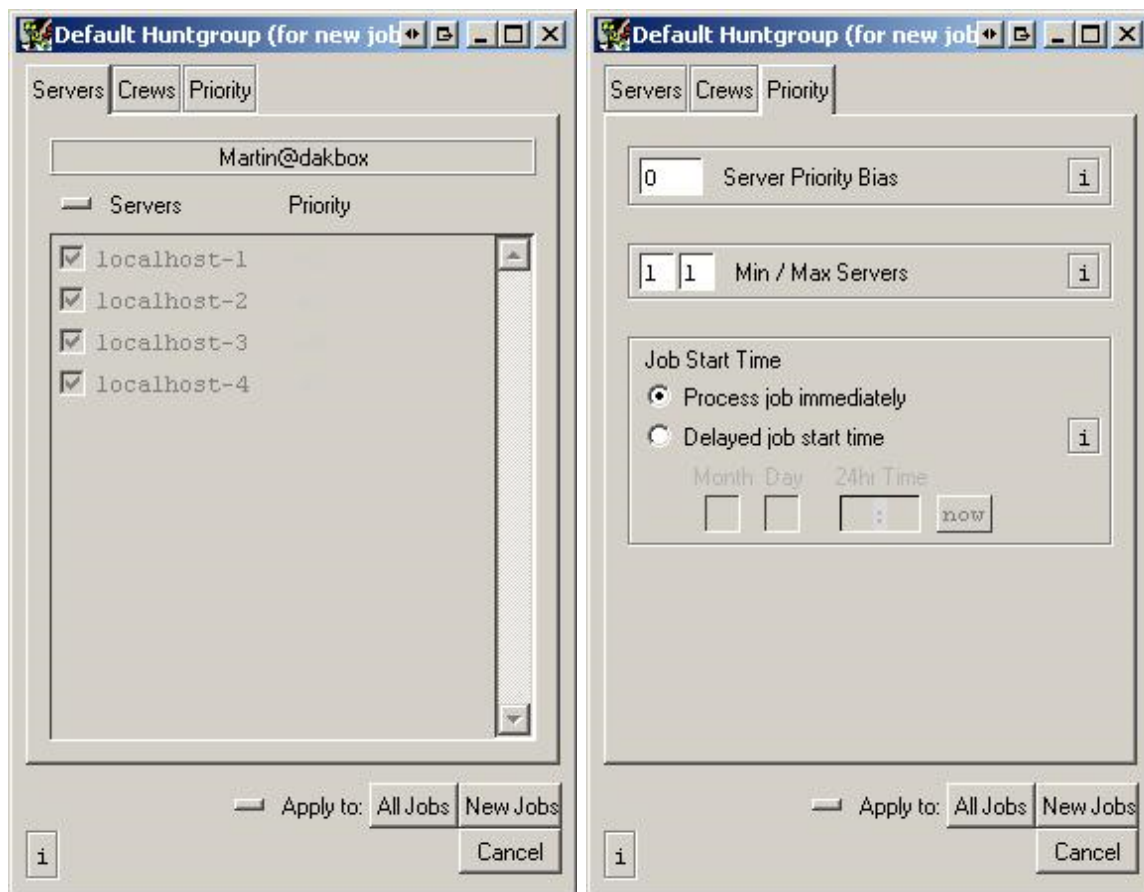 Default Huntgroup (for new job
Servers Crews Priority
Martin@dakbox
Servers Priority
localhost-1
localhost-2
localhost-3
localhost-4
Apply to: All Jobs New Jobs
i Cancel
Default Huntgroup (for new job
Servers Crews Priority
0 Server Priority Bias i
1 1 Min / Max Servers i
Job Start Time
Process job immediately
Delayed job start time i
Month Day 24hr Time
: now
Apply to: All Jobs New Jobs
i Cancel